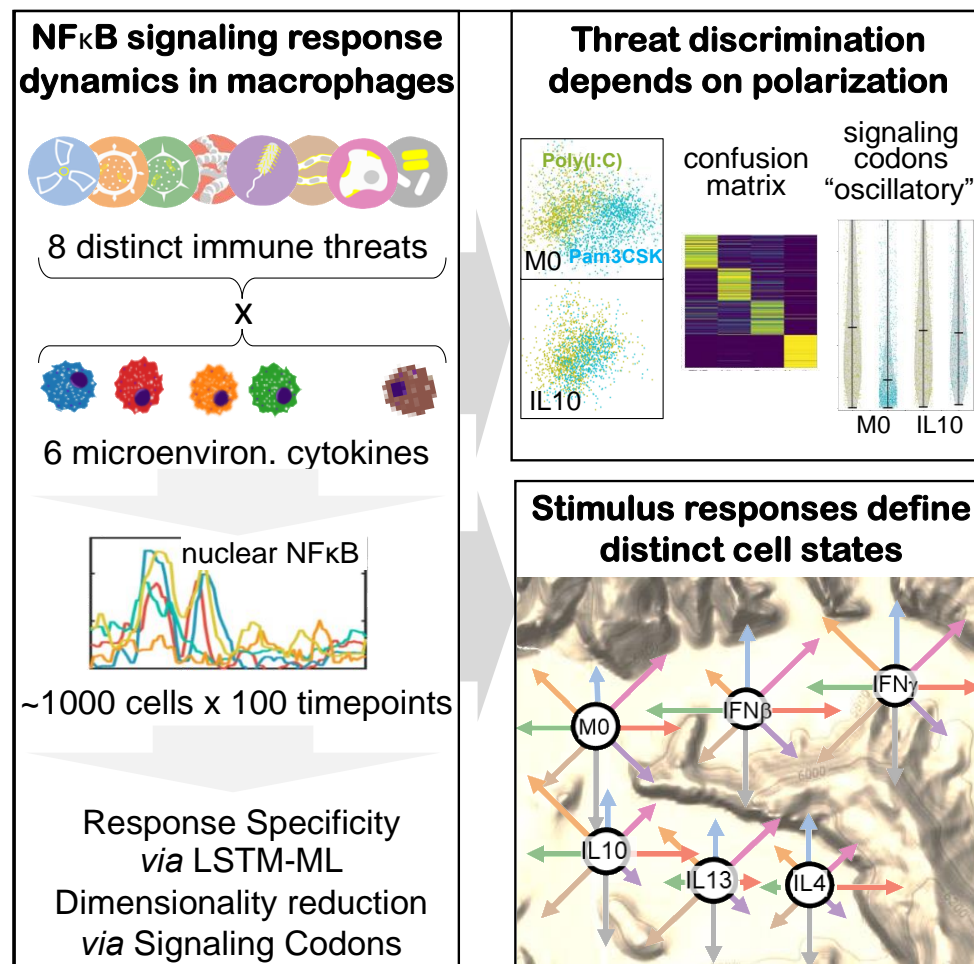 NFκB signaling response
dynamics in macrophages
8 distinct immune threats
x
6 microenviron. cytokines
nuclear NFκB
~1000 cells x 100 timepoints
Response Specificity
via LSTM-ML
Dimensionality reduction
via Signaling Codons
Threat discrimination
depends on polarization
Poly(I:C)
M0
Pam3CSK
IL10
confusion
matrix
signaling
codons
“oscillatory”
M0 IL10
Stimulus responses define
distinct cell states
M0
IFNβ
IFNγ
6000
IL10
IL13
IL4